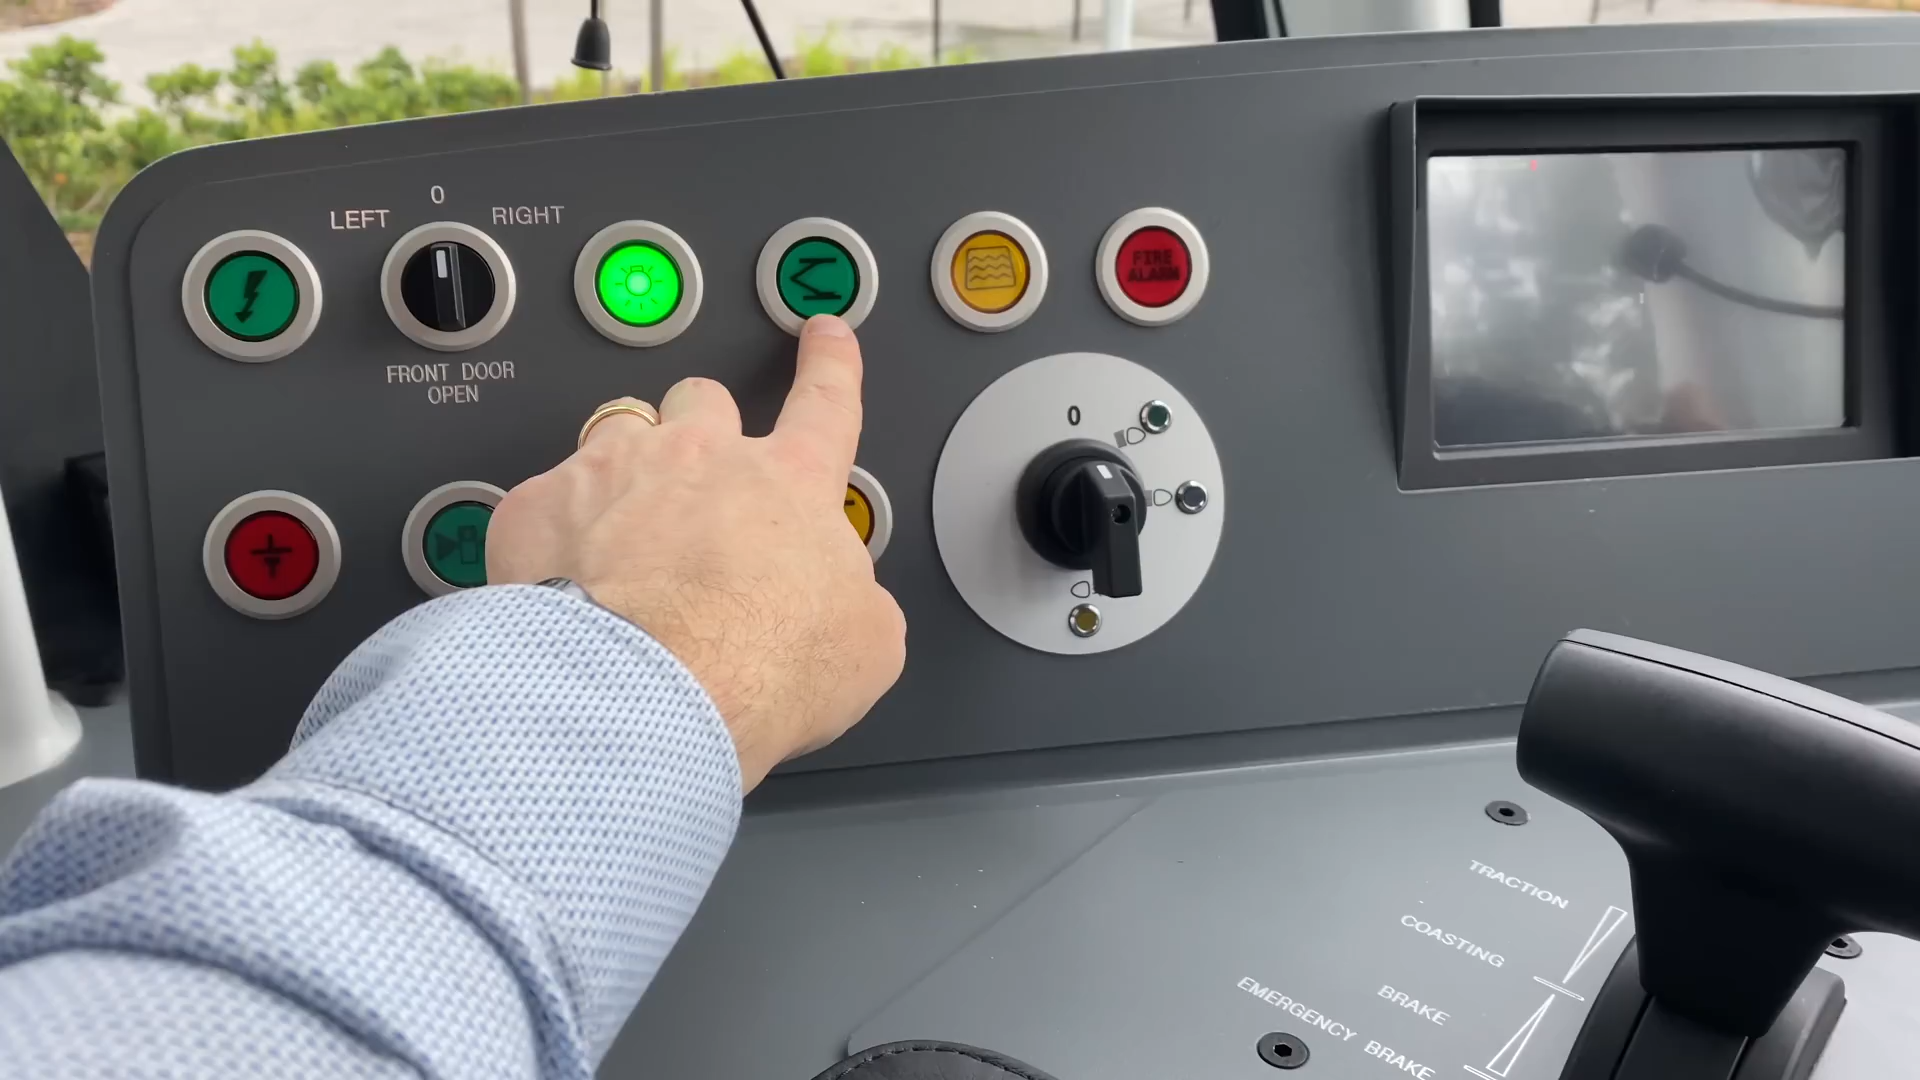 0
LEFT
RIGHT
FRONT DOOR
OPEN
FIRE
ALARM
0
TRACTION
COASTING
BRAKE
EMERGENCY BRAKE